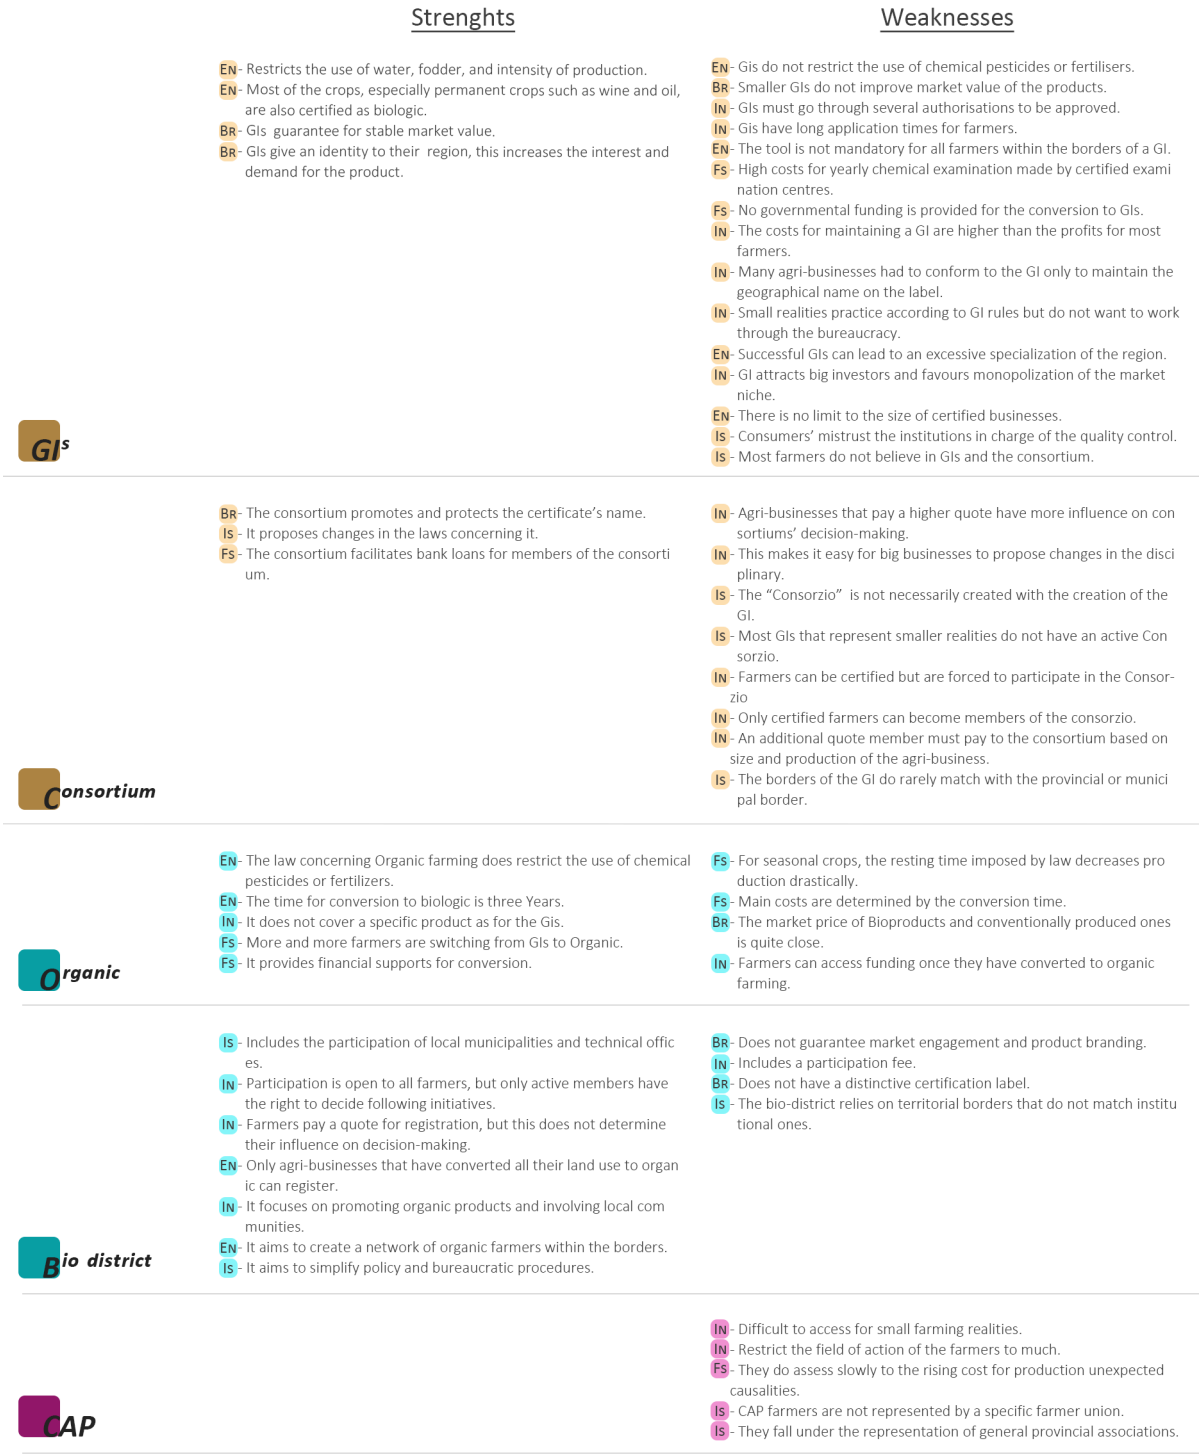 Strenghts
Weaknesses
EN - Restricts the use of water, fodder, and intensity of production.
EN - Most of the crops, especially permanent crops such as wine and oil,
are also certified as biologic.
BR - GIs guarantee for stable market value.
BR - GIs give an identity to their region, this increases the interest and
demand for the product.
EN - Gis do not restrict the use of chemical pesticides or fertilisers.
BR - Smaller GIs do not improve market value of the products.
IN - GIs must go through several authorisations to be approved.
IN - Gis have long application times for farmers.
EN - The tool is not mandatory for all farmers within the borders of a GI.
FS - High costs for yearly chemical examination made by certified exami
nation centres.
FS - No governmental funding is provided for the conversion to GIs.
IN - The costs for maintaining a GI are higher than the profits for most
farmers.
IN - Many agri-businesses had to conform to the GI only to maintain the
geographical name on the label.
IN - Small realities practice according to GI rules but do not want to work
through the bureaucracy.
EN - Successful GIs can lead to an excessive specialization of the region.
IN - GI attracts big investors and favours monopolization of the market
niche.
EN - There is no limit to the size of certified businesses.
IS - Consumers’ mistrust the institutions in charge of the quality control.
IS - Most farmers do not believe in GIs and the consortium.
GIs
BR - The consortium promotes and protects the certificate’s name.
IS - It proposes changes in the laws concerning it.
FS - The consortium facilitates bank loans for members of the consorti
um.
IN - Agri-businesses that pay a higher quote have more influence on con
sortiums’ decision-making.
IN - This makes it easy for big businesses to propose changes in the disci
plinary.
IS - The “Consorzio” is not necessarily created with the creation of the
GI.
IS - Most GIs that represent smaller realities do not have an active Con
sorzio.
IN - Farmers can be certified but are forced to participate in the Consor-
zio
IN - Only certified farmers can become members of the consorzio.
IN - An additional quote member must pay to the consortium based on
size and production of the agri-business.
IS - The borders of the GI do rarely match with the provincial or munici
pal border.
Consortium
EN - The law concerning Organic farming does restrict the use of chemical
pesticides or fertilizers.
EN - The time for conversion to biologic is three Years.
IN - It does not cover a specific product as for the Gis.
FS - More and more farmers are switching from GIs to Organic.
FS - It provides financial supports for conversion.
FS - For seasonal crops, the resting time imposed by law decreases pro
duction drastically.
FS - Main costs are determined by the conversion time.
BR - The market price of Bioproducts and conventionally produced ones
is quite close.
IN - Farmers can access funding once they have converted to organic
farming.
Organic
IS - Includes the participation of local municipalities and technical offic
es.
IN - Participation is open to all farmers, but only active members have
the right to decide following initiatives.
IN - Farmers pay a quote for registration, but this does not determine
their influence on decision-making.
EN - Only agri-businesses that have converted all their land use to organ
ic can register.
IN - It focuses on promoting organic products and involving local com
munities.
EN - It aims to create a network of organic farmers within the borders.
IS - It aims to simplify policy and bureaucratic procedures.
BR - Does not guarantee market engagement and product branding.
IN - Includes a participation fee.
BR - Does not have a distinctive certification label.
IS - The bio-district relies on territorial borders that do not match institu
tional ones.
Bio district
IN - Difficult to access for small farming realities.
IN - Restrict the field of action of the farmers to much.
FS - They do assess slowly to the rising cost for production unexpected
causalities.
IS - CAP farmers are not represented by a specific farmer union.
IS - They fall under the representation of general provincial associations.
CAP